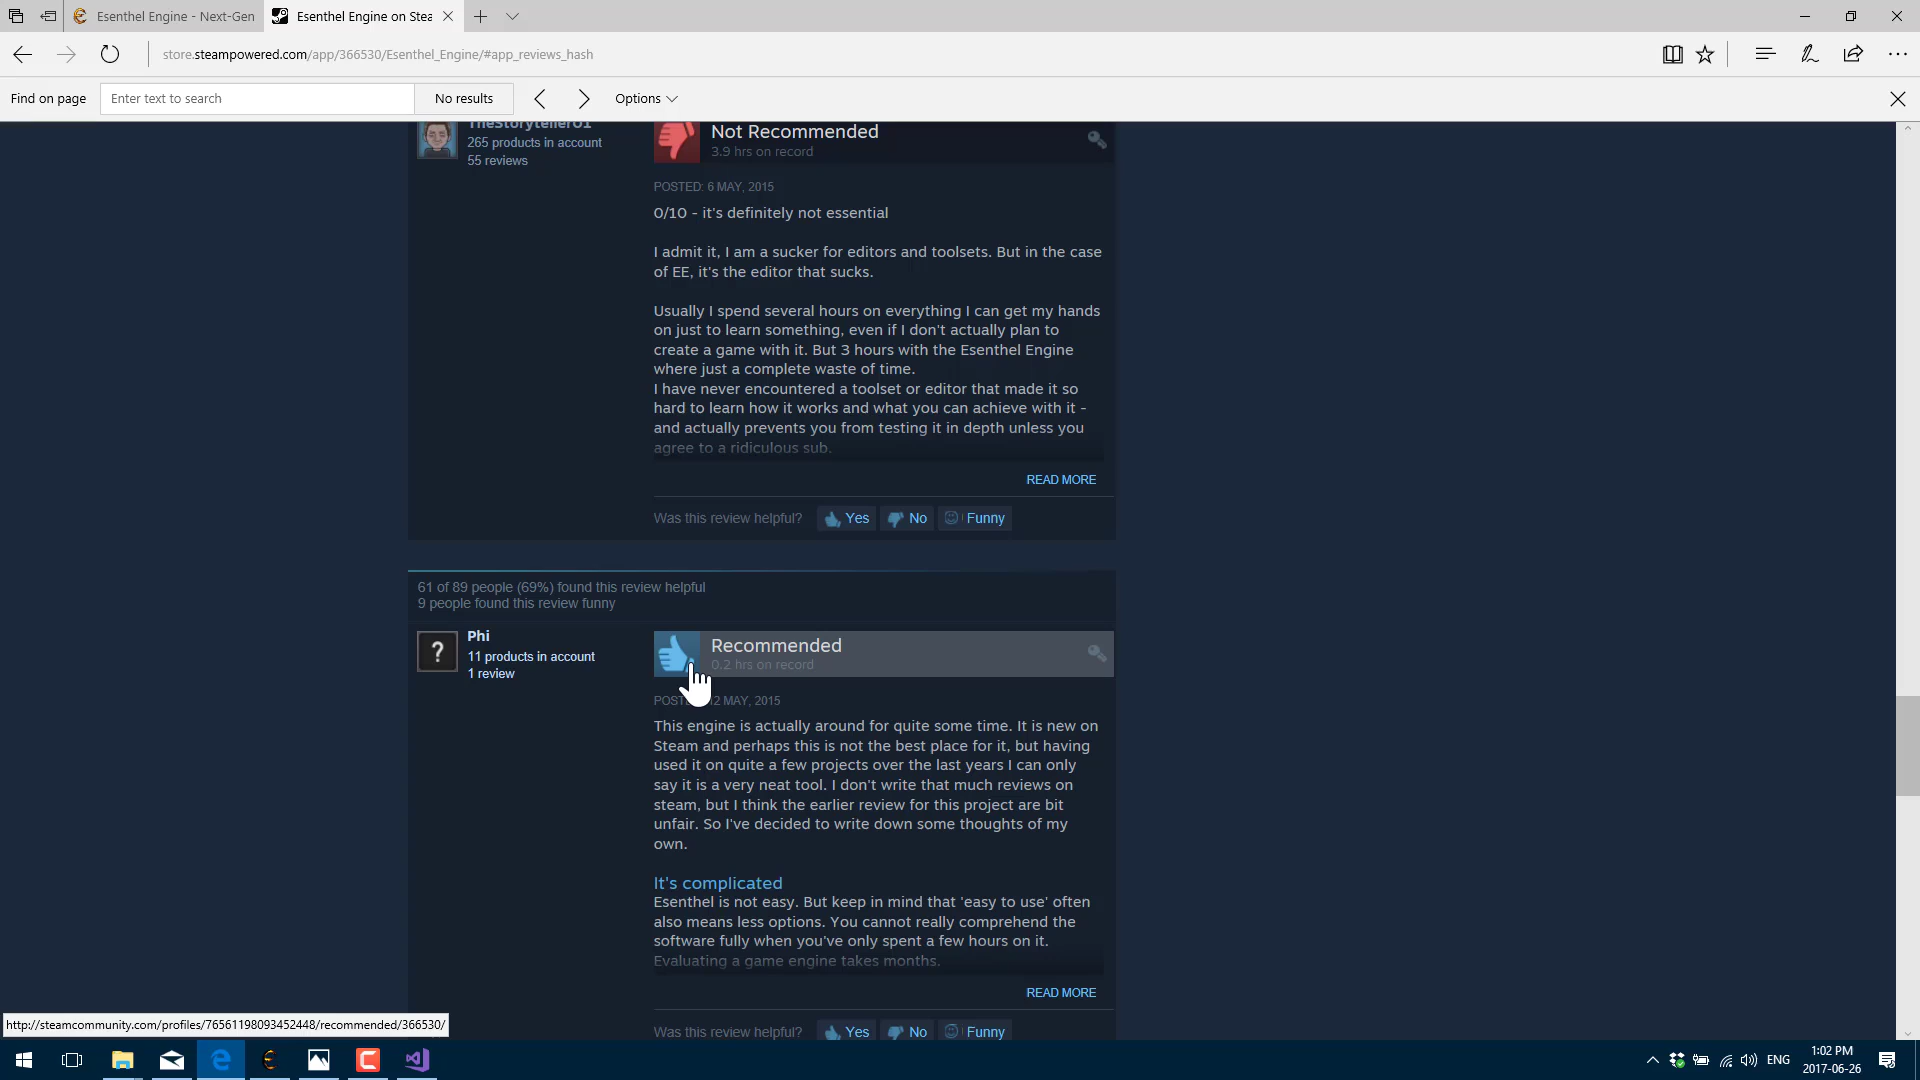 Esenthel Engine - Next-Gen
Esenthel Engine on Stea
store.steampowered.com/app/366530/Esenthel_Engine/#app_reviews_hash
Find on page
Enter text to search
No results
Options
TheStoryteller01
265 products in account
55 reviews
Not Recommended
3.9 hrs on record
POSTED: 6 MAY, 2015
0/10 - it's definitely not essential
I admit it, I am a sucker for editors and toolsets. But in the case
of EE, it's the editor that sucks.
Usually I spend several hours on everything I can get my hands
on just to learn something, even if I don't actually plan to
create a game with it. But 3 hours with the Esenthel Engine
where just a complete waste of time.
I have never encountered a toolset or editor that made it so
hard to learn how it works and what you can achieve with it -
and actually prevents you from testing it in depth unless you
agree to a ridiculous sub.
READ MORE
Was this review helpful?
Yes
No
Funny
61 of 89 people (69%) found this review helpful
9 people found this review funny
Phi
11 products in account
1 review
?
Recommended
0.2 hrs on record
12 MAY, 2015
This engine is actually around for quite some time. It is new on
Steam and perhaps this is not the best place for it, but having
used it on quite a few projects over the last years I can only
say it is a very neat tool. I don't write that much reviews on
steam, but I think the earlier review for this project are bit
unfair. So I've decided to write down some thoughts of my
own.
It's complicated
Esenthel is not easy. But keep in mind that 'easy to use' often
also means less options. You cannot really comprehend the
software fully when you've only spent a few hours on it.
Evaluating a game engine takes months.
READ MORE
Was this review helpful?
Yes
No
Funny
http://steamcommunity.com/profiles/76561198093452448/recommended/366530/
ENG
1:02 PM
2017-06-26